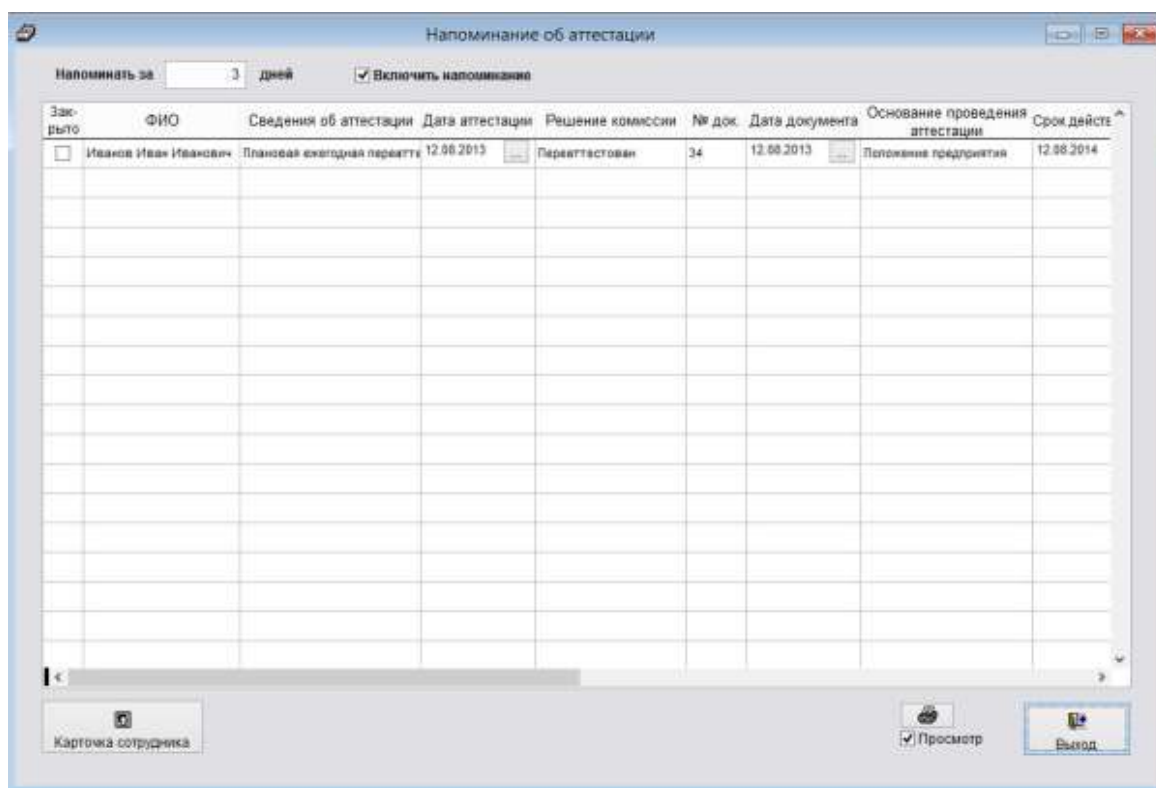 Напоминание об аттестации
Напоминать за 3 дней Включить напоминание
Зак-
рыто ФИО Сведения об аттестации Дата аттестации Решение комиссии № док. Дата документа Основание проведения
аттестации Срок действ
Иванов Иван Иванович Плановая ежегодная переатте 12.08.2013 ... Переаттестован 34 12.08.2013 ... Положение предприятия 12.08.2014
Карточка сотрудника
Просмотр
Выход